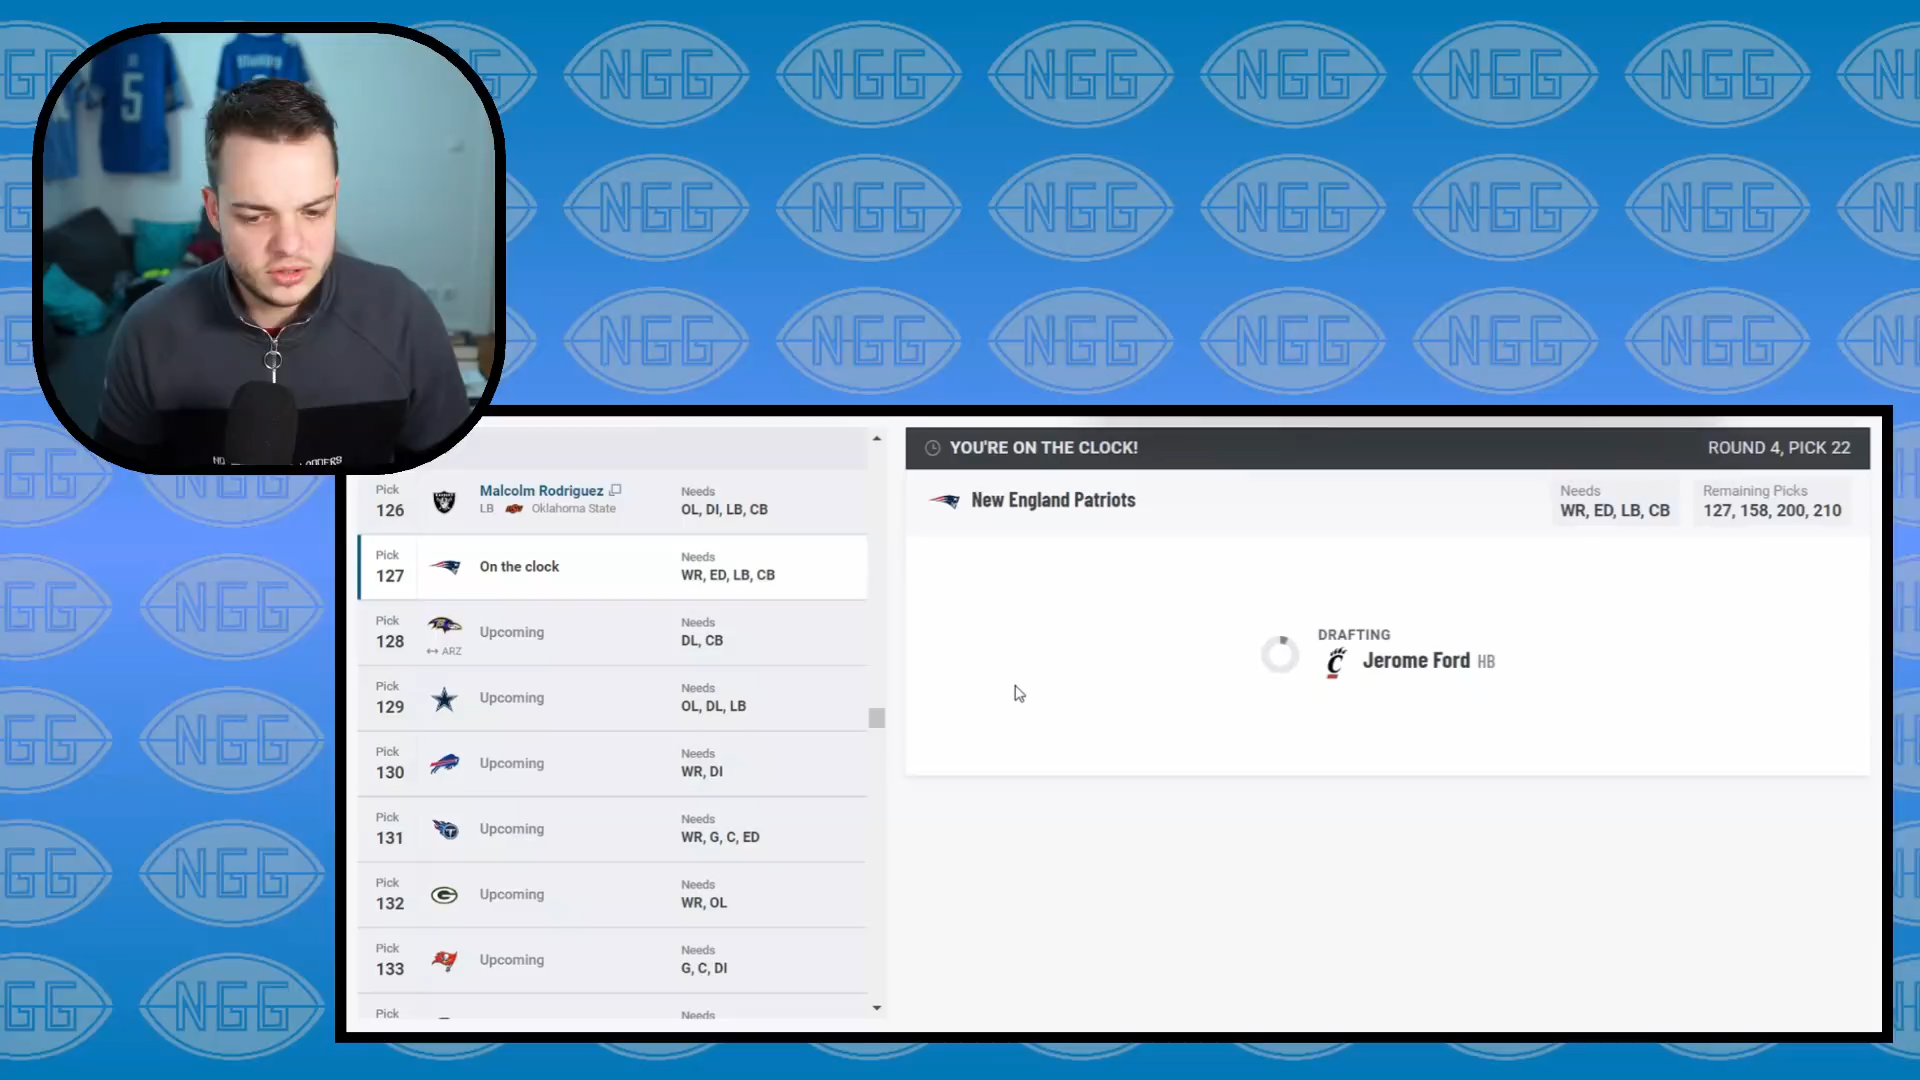 NGG
5
YOU'RE ON THE CLOCK!
ROUND 4, PICK 22
Pick
126
Malcolm Rodriguez
LB Oklahoma State
Needs
OL, DI, LB, CB
New England Patriots
Needs
WR, ED, LB, CB
Remaining Picks
127, 158, 200, 210
Pick
127
On the clock
Needs
WR, ED, LB, CB
Pick
128
↔ ARZ
Upcoming
Needs
DL, CB
DRAFTING
Jerome Ford HB
Pick
129
Upcoming
Needs
OL, DL, LB
Pick
130
Upcoming
Needs
WR, DI
Pick
131
Upcoming
Needs
WR, G, C, ED
Pick
132
Upcoming
Needs
WR, OL
Pick
133
Upcoming
Needs
G, C, DI
Pick
Needs